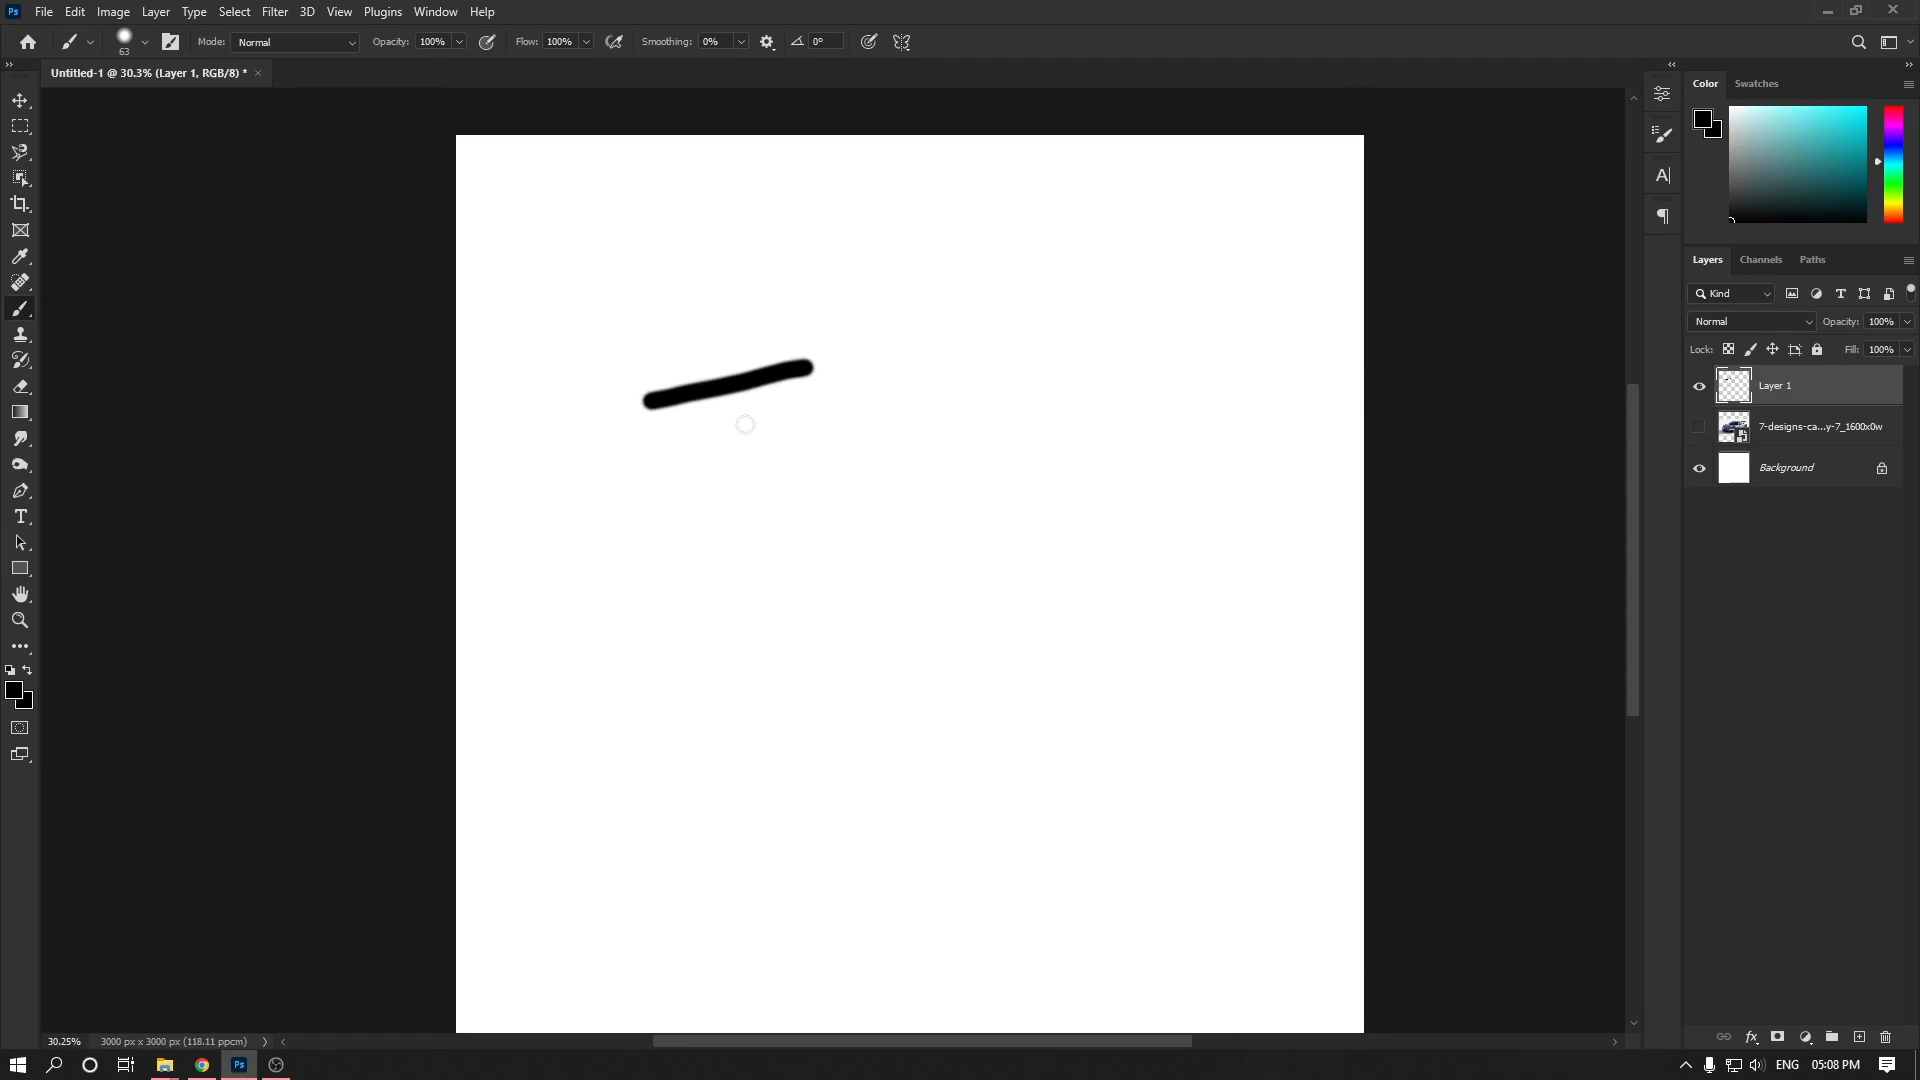 Ps File Edit Image Layer Type Select Filter 3D View Plugins Window Help
63 Mode: Normal Opacity: 100% Flow: 100% Smoothing: 0% 0°
Untitled-1 @ 30.3% (Layer 1, RGB/8) *
Color Swatches
Layers Channels Paths
Kind
Normal Opacity: 100%
Lock: Fill: 100%
Layer 1
7-designs-ca...y-7_1600x0w
Background
30.25% 3000 px x 3000 px (118.11 ppcm)
Ps ENG 05:08 PM